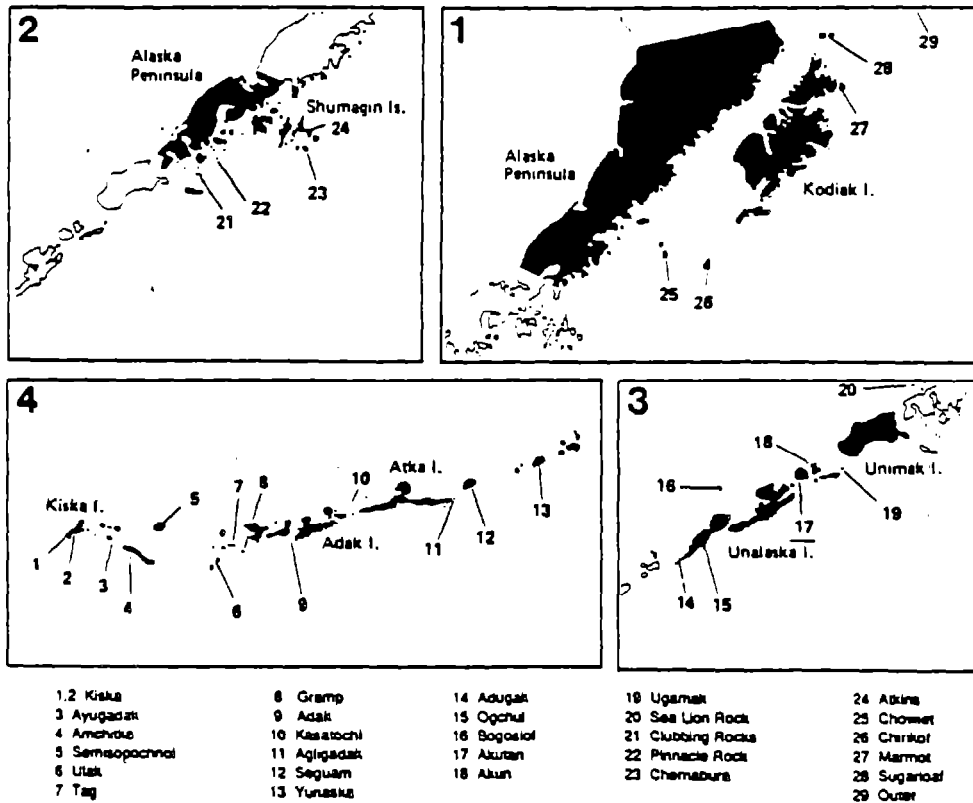 2
Alaska
Peninsula
Shumagin Is.
24
23
22
21
1
29
28
27
Alaska
Peninsula
Kodiak I.
25
4
26
4
Kiska I.
5
7
8
10
Atka I.
Adak I.
11
12
13
1
2
3
4
6
9
3
20
18
Unimak I.
16
19
17
Unalaska I.
14
15
1,2 Kiska
3 Ayugadak
4 Amchitka
5 Semisopochnoi
6 Ulak
7 Tag
8 Gramp
9 Adak
10 Kasatochi
11 Agligadak
12 Seguam
13 Yunaska
14 Adugak
15 Ogchul
16 Bogoslof
17 Akutan
18 Akun
19 Ugamak
20 Sea Lion Rock
21 Clubbing Rocks
22 Pinnacle Rock
23 Chernabura
24 Atkins
25 Chowiet
26 Chirikof
27 Marmot
28 Sugarloaf
29 Outer